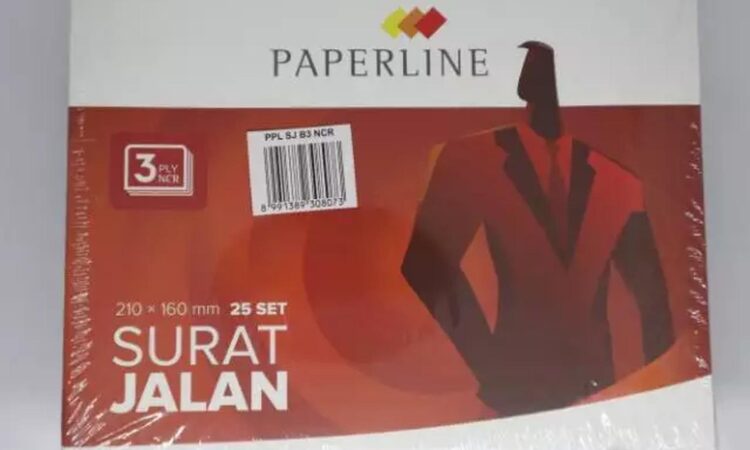 PAPERLINE
3 PLY
NCR
PPL SJ B3 NCR
8 991389 308073
210 × 160 mm 25 SET
SURAT
JALAN